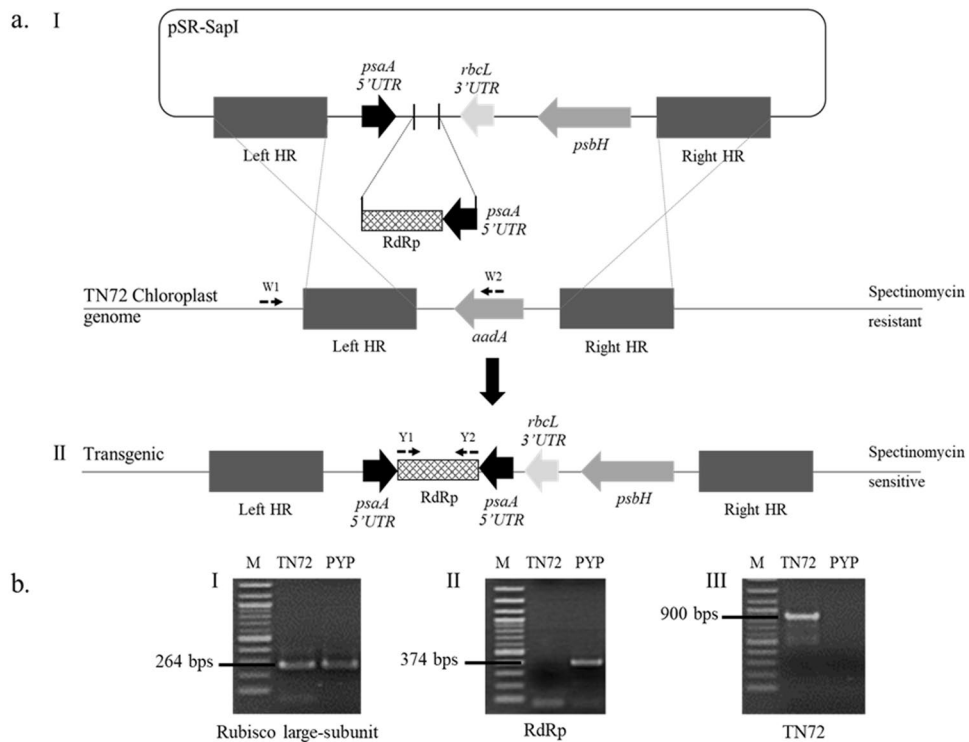 a. I
pSR-SapI
psaA
5'UTR
rbcL
3'UTR
Left HR
psbH
Right HR
RdRp
psaA
5'UTR
W1
W2
TN72 Chloroplast
genome
Spectinomycin
resistant
Left HR
aadA
Right HR
II Transgenic
Y1
Y2
rbcL
3'UTR
Spectinomycin
sensitive
Left HR
psaA
5'UTR
RdRp
psaA
5'UTR
psbH
Right HR
b.
I
M TN72 PYP
264 bps
Rubisco large-subunit
II
M TN72 PYP
374 bps
RdRp
III
M TN72 PYP
900 bps
TN72